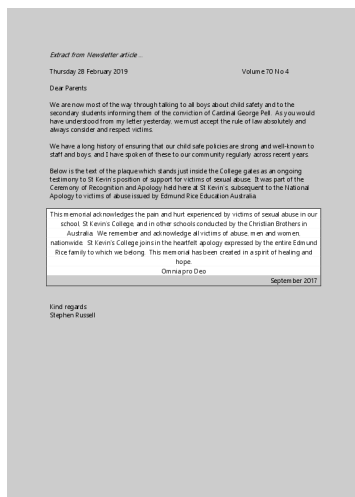 Extract from Newsletter article ..
Thursday 28 February 2019 Volume 70 No 4
Dear Parents
We are now most of the way through talking to all boys about child safety and to the
secondary students informing them of the conviction of Cardinal George Pell. As you would
have understood from my letter yesterday, we must accept the rule of law absolutely and
always consider and respect victims.
We have a long history of ensuring that our child safe policies are strong and well-known to
staff and boys and I have spoken of these to our community regularly across recent years.
Below is the text of the plaque which stands just inside the College gates as an ongoing
testimony to St Kevin's position of support for victims of sexual abuse. It was part of the
Ceremony of Recognition and Apology held here at St Kevin's subsequent to the National
Apology to victims of abuse issued by Edmund Rice Education Australia
This memorial acknowledges the pain and hurt experienced by victims of sexual abuse in our
school, St Kevin's College, and in other schools conducted by the Christian Brothers in
Australia. We remember and acknowledge all victims of abuse, men and women,
nationwide. St Kevin's College joins in the heartfelt apology expressed by the entire Edmund
Rice family to which we belong. This memorial has been created in a spirit of healing and
hope.
Omnia pro Deo
September 2017
Kind regards
Stephen Russell